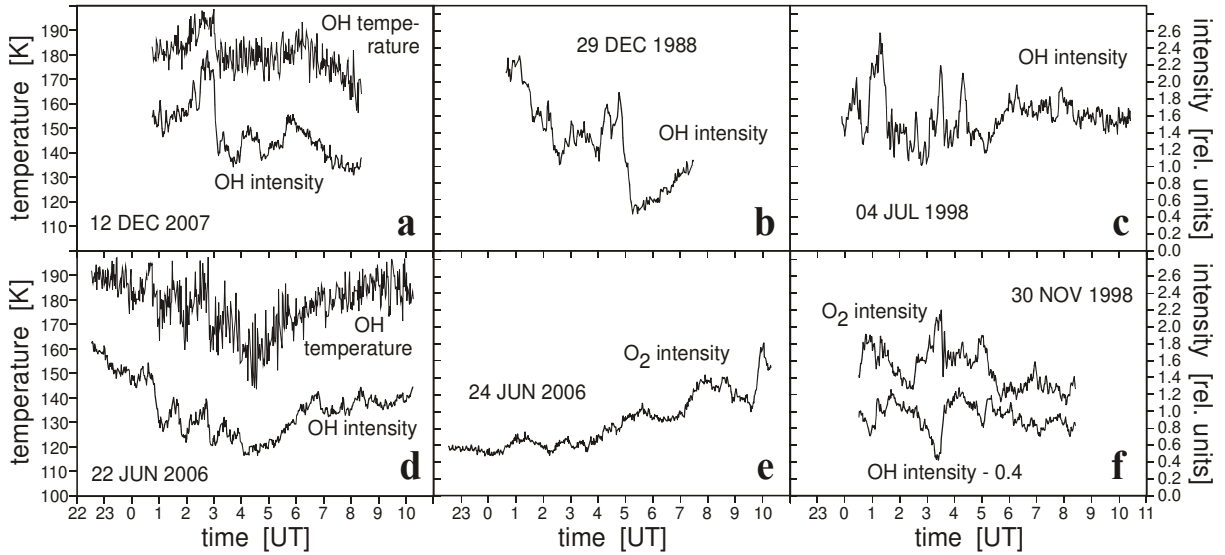 temperature [K]
190
180
170
160
150
140
130
120
110
OH tempe-
rature
OH intensity
12 DEC 2007
a
29 DEC 1988
OH intensity
b
OH intensity
04 JUL 1998
c
2.6
2.4
2.2
2.0
1.8
1.6
1.4
1.2
1.0
0.8
0.6
0.4
0.2
0.0
intensity [rel. units]
temperature [K]
190
180
170
160
150
140
130
120
110
100
OH
temperature
OH intensity
22 JUN 2006
d
O2 intensity
24 JUN 2006
e
30 NOV 1998
O2 intensity
OH intensity - 0.4
f
2.6
2.4
2.2
2.0
1.8
1.6
1.4
1.2
1.0
0.8
0.6
0.4
0.2
0.0
intensity [rel. units]
22 23 0 1 2 3 4 5 6 7 8 9 10
23 0 1 2 3 4 5 6 7 8 9 10
23 0 1 2 3 4 5 6 7 8 9 10 11
time [UT]
time [UT]
time [UT]